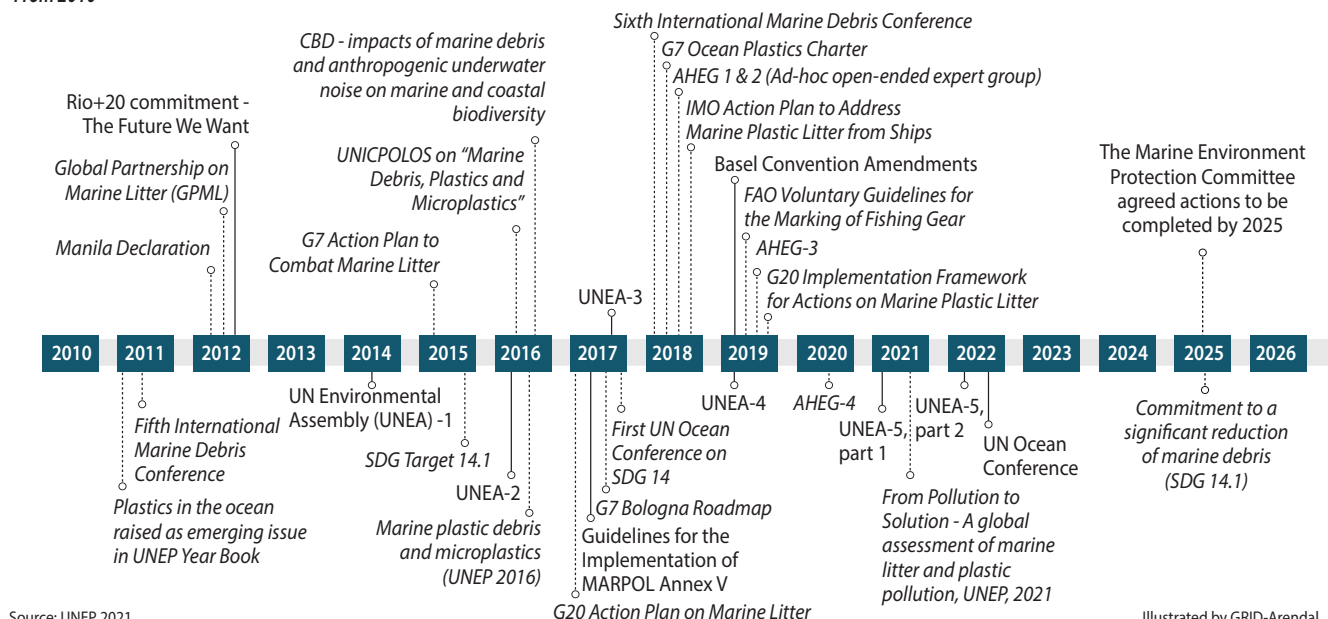 From 2010
Sixth International Marine Debris Conference
G7 Ocean Plastics Charter
AHEG 1 & 2 (Ad-hoc open-ended expert group)
IMO Action Plan to Address
Marine Plastic Litter from Ships
CBD - impacts of marine debris
and anthropogenic underwater
noise on marine and coastal
biodiversity
Rio+20 commitment -
The Future We Want
UNICPOLOS on “Marine
Debris, Plastics and
Microplastics”
Basel Convention Amendments
FAO Voluntary Guidelines for
the Marking of Fishing Gear
The Marine Environment
Protection Committee
agreed actions to be
completed by 2025
Global Partnership on
Marine Litter (GPML)
Manila Declaration
G7 Action Plan to
Combat Marine Litter
AHEG-3
G20 Implementation Framework
for Actions on Marine Plastic Litter
UNEA-3
2010 2011 2012 2013 2014 2015 2016 2017 2018 2019 2020 2021 2022 2023 2024 2025 2026
Fifth International
Marine Debris
Conference
Plastics in the ocean
raised as emerging issue
in UNEP Year Book
UN Environmental
Assembly (UNEA) -1
SDG Target 14.1
UNEA-2
Marine plastic debris
and microplastics
(UNEP 2016)
First UN Ocean
Conference on
SDG 14
G7 Bologna Roadmap
Guidelines for the
Implementation of
MARPOL Annex V
G20 Action Plan on Marine Litter
UNEA-4
AHEG-4
UNEA-5,
part 1
UNEA-5,
part 2
UN Ocean
Conference
From Pollution to
Solution - A global
assessment of marine
litter and plastic
pollution, UNEP, 2021
Commitment to a
significant reduction
of marine debris
(SDG 14.1)
Source: UNEP 2021
Illustrated by GRID-Arendal